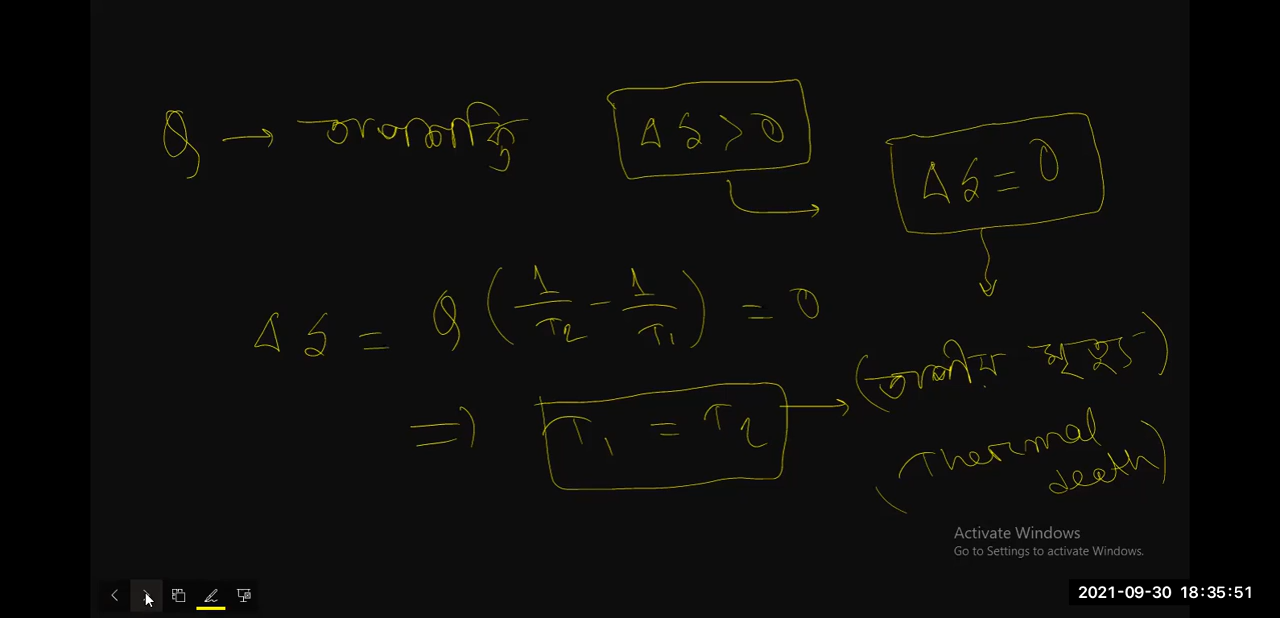 Q → তাপশক্তি
ΔS > 0
ΔS = 0
ΔS = Q (1/T2 - 1/T1) = 0
⇒ T1 = T2 → (তাপীয় মৃত্যু)
(Thermal death)
Activate Windows
Go to Settings to activate Windows.
2021-09-30 18:35:51